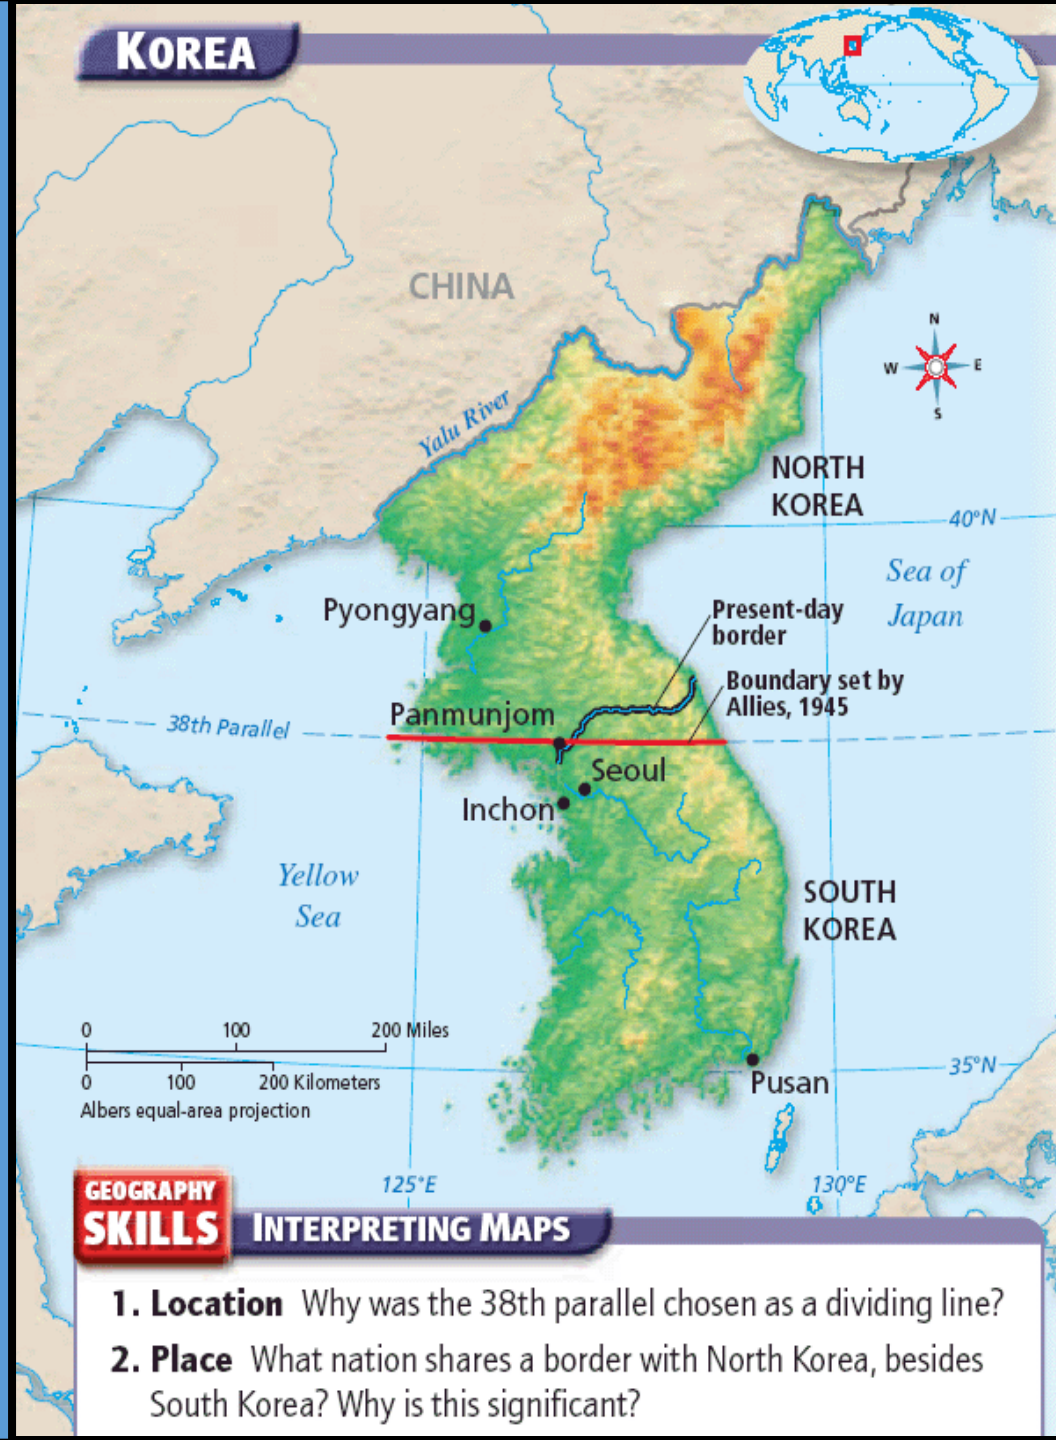 KOREA
CHINA
N
W
E
S
Yalu River
NORTH
KOREA
40°N
Sea of
Japan
Pyongyang
Present-day
border
Boundary set by
Allies, 1945
Panmunjom
38th Parallel
Seoul
Inchon
Yellow
Sea
SOUTH
KOREA
0 100 200 Miles
0 100 200 Kilometers
Albers equal-area projection
35°N
Pusan
125°E
130°E
GEOGRAPHY
SKILLS
INTERPRETING MAPS
1. Location Why was the 38th parallel chosen as a dividing line?
2. Place What nation shares a border with North Korea, besides
South Korea? Why is this significant?